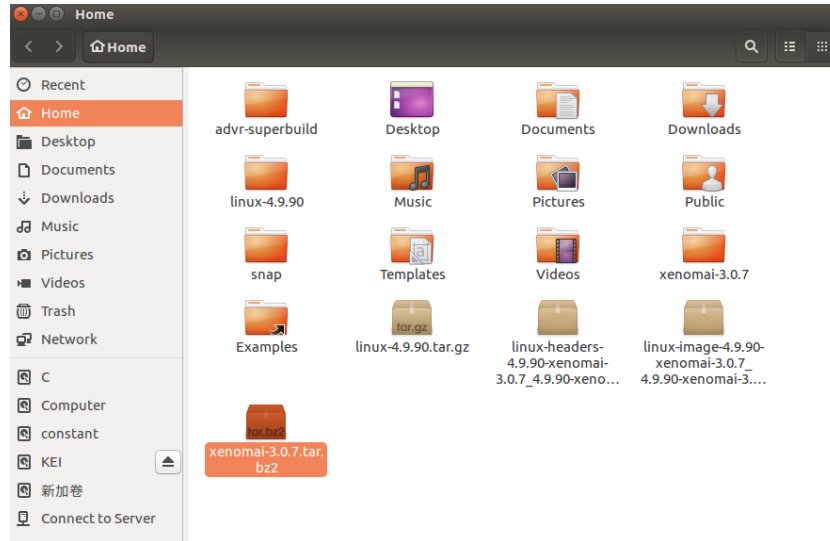 Home
Home
Recent
Home
Desktop
Documents
Downloads
Music
Pictures
Videos
Trash
Network
C
Computer
constant
KEI
新加卷
Connect to Server
advr-superbuild
Desktop
Documents
Downloads
linux-4.9.90
Music
Pictures
Public
snap
Templates
Videos
xenomai-3.0.7
Examples
tar.gz
linux-4.9.90.tar.gz
linux-headers-
4.9.90-xenomai-
3.0.7_4.9.90-xeno…
linux-image-4.9.90-
xenomai-3.0.7_
4.9.90-xenomai-3.…
tar.bz2
xenomai-3.0.7.tar.
bz2